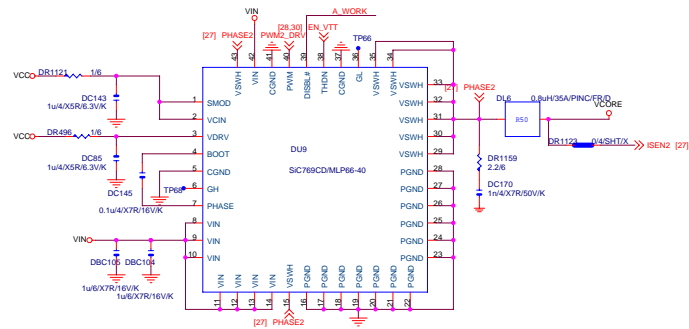 A_WORK
VIN
[28,30] EN_VTT
[27] PHASE2 PWM2_DRV
TP66
43 42 41 40 39 38 37 36 35 34
VSWH VIN CGND PWM DISBL# THDN CGND GL VSWH VSWH
VCC DR1121 1/6
DC143
1u/4/X5R/6.3V/K
1 SMOD
2 VCIN
VCC DR496 1/6
3 VDRV
DC85
1u/4/X5R/6.3V/K
4 BOOT
5 CGND
TP68 6 GH
DC145
0.1u/4/X7R/16V/K
7 PHASE
8 VIN
VIN 9 VIN
10 VIN
DBC105 DBC104
1u/6/X7R/16V/K
1u/6/X7R/16V/K
DU9
SiC769CD/MLP66-40
VSWH 33
VSWH 32
VSWH 31
VSWH 30
VSWH 29
PGND 28
PGND 27
PGND 26
PGND 25
PGND 24
PGND 23
VIN VIN VIN VIN VSWH PGND PGND PGND PGND PGND PGND PGND
11 12 13 14 15 16 17 18 19 20 21 22
[27] PHASE2
[27] PHASE2
DL6 0.8uH/35A/PINC/FR/D
VCORE
R50
DR1123 0/4/SHT/X ISEN2 [27]
DR1159
2.2/6
DC170
1n/4/X7R/50V/K